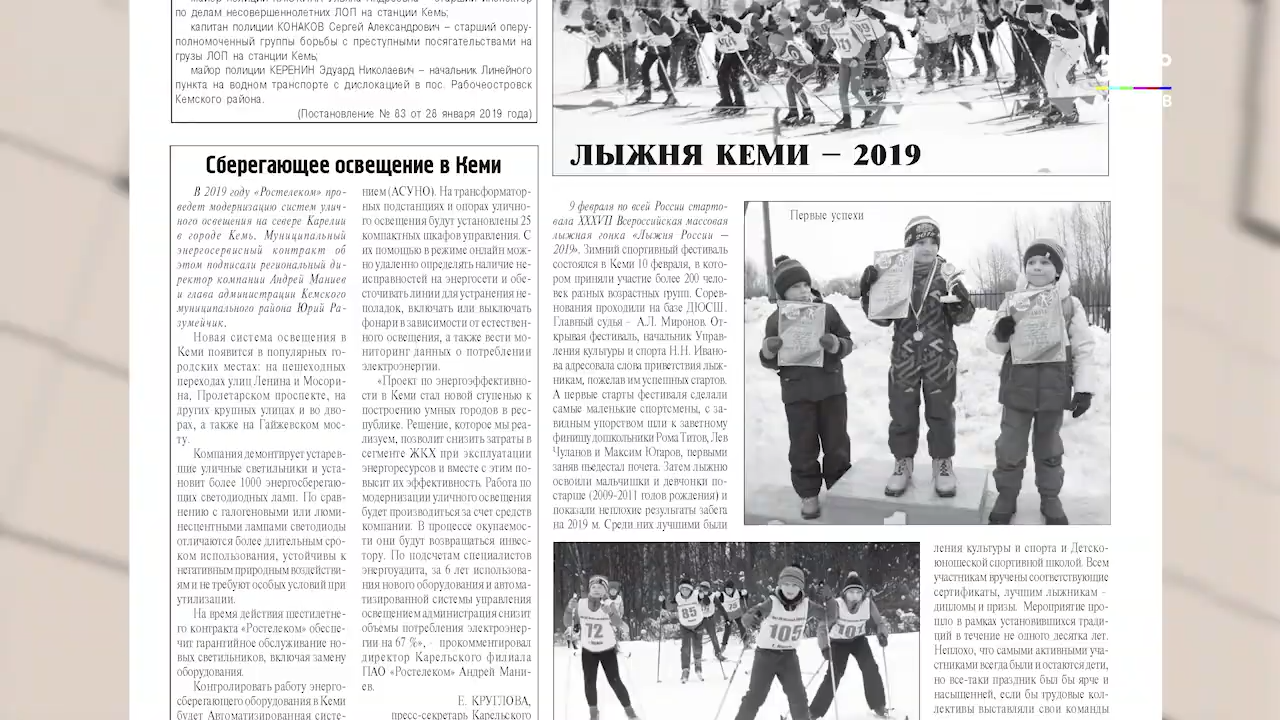 по делам несовершеннолетних ЛОП на станции Кемь;
капитан полиции КОНАКОВ Сергей Александрович – старший оперу-
полномоченный группы борьбы с преступными посягательствами на
грузы ЛОП на станции Кемь;
майор полиции КЕРЕНИН Эдуард Николаевич – начальник Линейного
пункта на водном транспорте с дислокацией в пос. Рабочеостровск
Кемского района.
(Постановление № 83 от 28 января 2019 года)
Сберегающее освещение в Кеми
В 2019 году «Ростелеком» про-
ведет модернизацию систем улич-
ного освещения на севере Карелии
в городе Кемь. Муниципальный
энергосервисный контракт об
этом подписали региональный ди-
ректор компании Андрей Маниев
и глава администрации Кемского
муниципального района Юрий Ра-
зумейчик.
Новая система освещения в
Кеми появится в популярных го-
родских местах: на пешеходных
переходах улиц Ленина и Мосори-
на, Пролетарском проспекте, на
других крупных улицах и во дво-
рах, а также на Гайжевском мос-
ту.
Компания демонтирует устарев-
шие уличные светильники и уста-
новит более 1000 энергосберегаю-
щих светодиодных ламп. По срав-
нению с галогеновыми или люми-
несцентными лампами светодиоды
отличаются более длительным сро-
ком использования, устойчивы к
негативным природным воздействи-
ям и не требуют особых условий при
утилизации.
На время действия шестилетне-
го контракта «Ростелеком» обеспе-
чит гарантийное обслуживание но-
вых светильников, включая замену
оборудования.
Контролировать работу энерго-
сберегающего оборудования в Кеми
будет Автоматизированная систе-
нием (АСУНО). На трансформатор-
ных подстанциях и опорах улично-
го освещения будут установлены 25
компактных шкафов управления. С
их помощью в режиме онлайн мож-
но удаленно определять наличие не-
исправностей на энергосети и обе-
сточивать линии для устранения не-
поладок, включать или выключать
фонари в зависимости от естествен-
ного освещения, а также вести мо-
ниторинг данных о потреблении
электроэнергии.
«Проект по энергоэффективно-
сти в Кеми стал новой ступенью к
построению умных городов в рес-
публике. Решение, которое мы реа-
лизуем, позволит снизить затраты в
сегменте ЖКХ при эксплуатации
энергоресурсов и вместе с этим по-
высит их эффективность. Работа по
модернизации уличного освещения
будет производиться за счет средств
компании. В процессе окупаемос-
ти они будут возвращаться инвес-
тору. По подсчетам специалистов
энергоаудита, за 6 лет использова-
ния нового оборудования и автома-
тизированной системы управления
освещением администрация снизит
объемы потребления электроэнер-
гии на 67 %», - прокомментировал
директор Карельского филиала
ПАО «Ростелеком» Андрей Мани-
ев.
Е. КРУГЛОВА,
пресс-секретарь Карельского
ЛЫЖНЯ КЕМИ – 2019
9 февраля по всей России старто-
вала XXXVII Всероссийская массовая
лыжная гонка «Лыжня России –
2019». Зимний спортивный фестиваль
состоялся в Кеми 10 февраля, в кото-
ром приняли участие более 200 чело-
век разных возрастных групп. Сорев-
нования проходили на базе ДЮСШ.
Главный судья - А.Л. Миронов. От-
крывая фестиваль, начальник Управ-
ления культуры и спорта Н.Н. Ивано-
ва адресовала слова приветствия лыж-
никам, пожелав им успешных стартов.
А первые старты фестиваля сделали
самые маленькие спортсмены, с за-
видным упорством шли к заветному
финишу дошкольники Рома Титов, Лев
Чуланов и Максим Югаров, первыми
заняв пьедестал почета. Затем лыжню
освоили мальчишки и девчонки по-
старше (2009-2011 годов рождения) и
показали неплохие результаты забега
на 2019 м. Среди них лучшими были
Первые успехи
72
85
78
105
101
ления культуры и спорта и Детско-
юношеской спортивной школой. Всем
участникам вручены соответствующие
сертификаты, лучшим лыжникам -
дипломы и призы. Мероприятие про-
шло в рамках установившихся тради-
ций в течение не одного десятка лет.
Неплохо, что самыми активными уча-
стниками всегда были и остаются дети,
но все-таки праздник был бы ярче и
насыщенней, если бы трудовые кол-
лективы выставляли свои команды